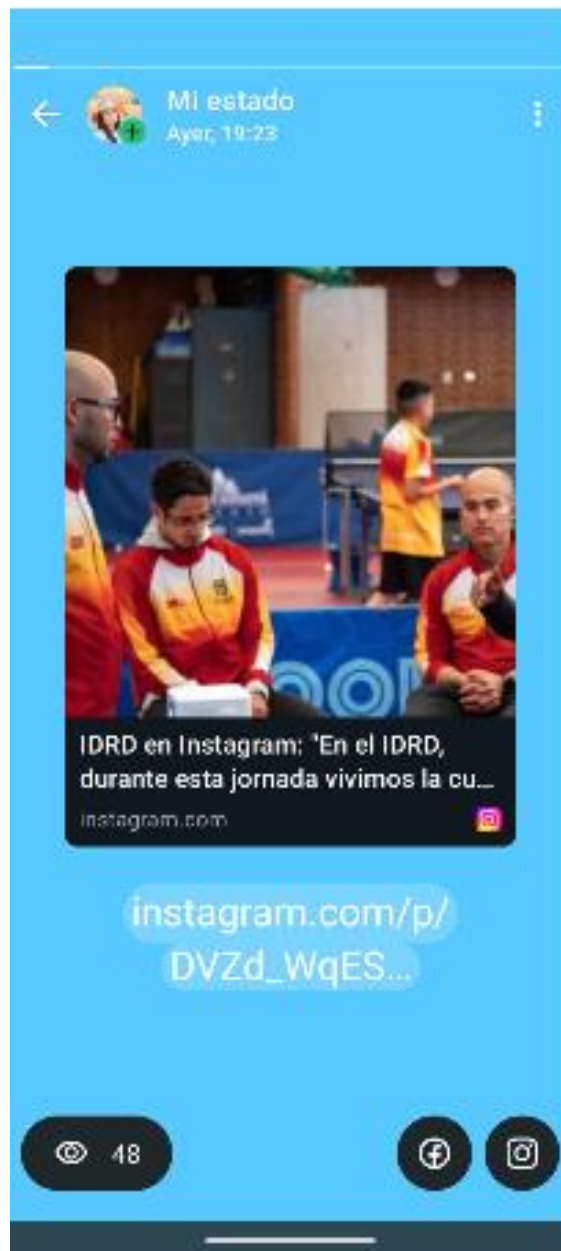 Mi estado
Ayer, 19:23
IDRD en Instagram: "En el IDRD,
durante esta jornada vivimos la cu...
instagram.com
instagram.com/p/
DVZd_WqES...
48